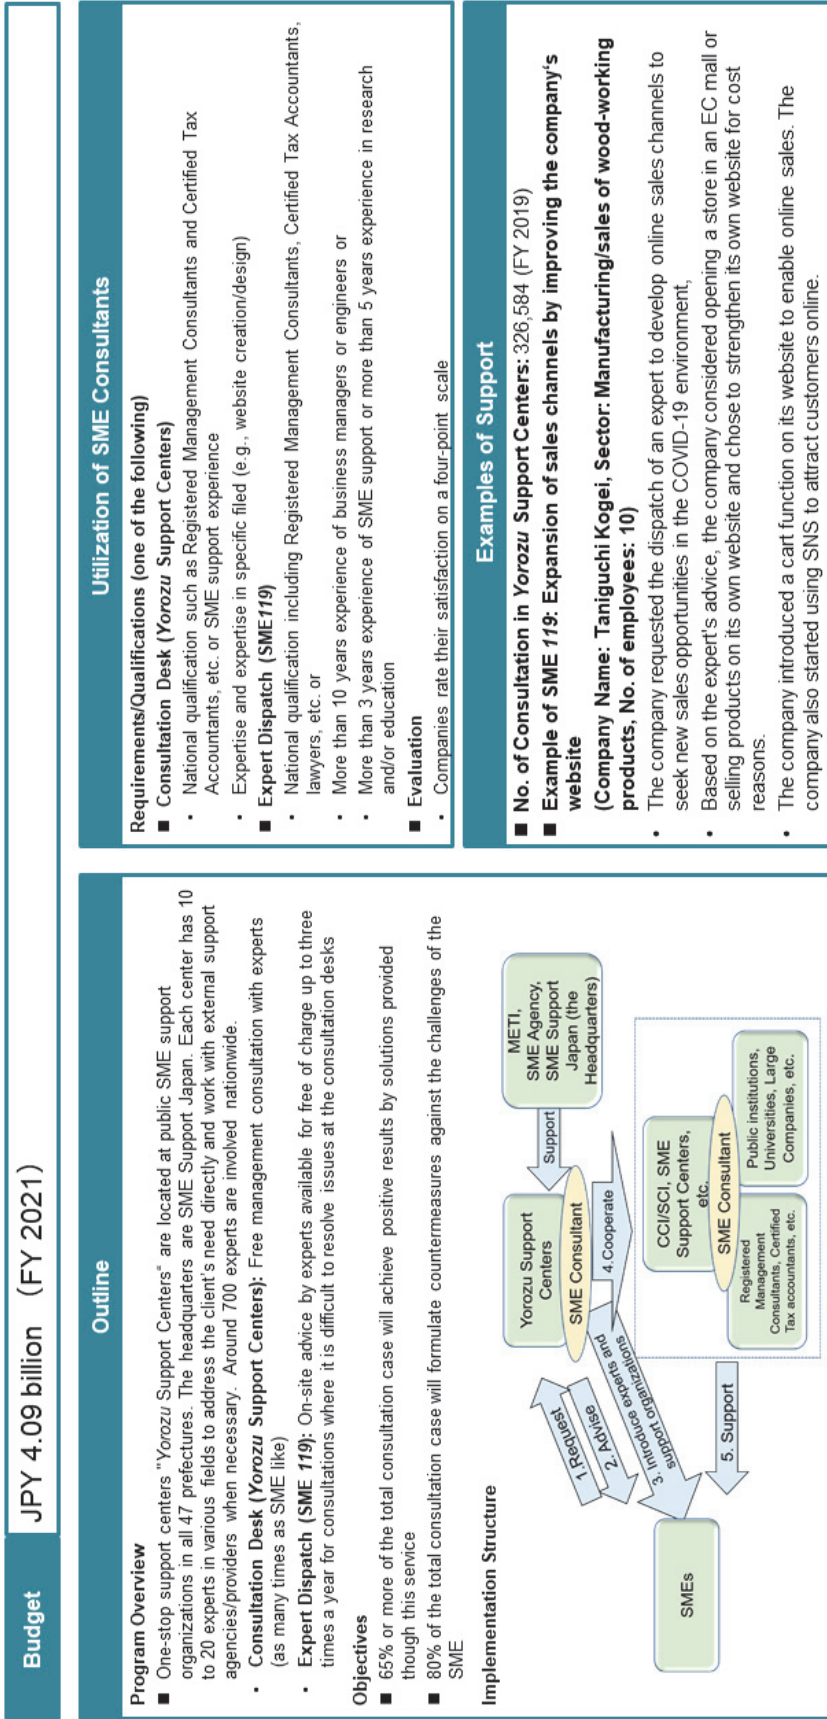 Budget
JPY 4.09 billion （FY 2021）
Outline
Program Overview
■ One-stop support centers "Yorozu Support Centers" are located at public SME support
organizations in all 47 prefectures. The headquarters are SME Support Japan. Each center has 10
to 20 experts in various fields to address the client's need directly and work with external support
agencies/providers when necessary. Around 700 experts are involved nationwide.
• Consultation Desk (Yorozu Support Centers): Free management consultation with experts
(as many times as SME like)
• Expert Dispatch (SME 119): On-site advice by experts available for free of charge up to three
times a year for consultations where it is difficult to resolve issues at the consultation desks
Objectives
■ 65% or more of the total consultation case will achieve positive results by solutions provided
though this service
■ 80% of the total consultation case will formulate countermeasures against the challenges of the
SME
Implementation Structure
SMEs
1.Request
2.Advise
3. Introduce experts and
support organizations
4.Cooperate
5. Support
Yorozu Support
Centers
SME Consultant
Support
METI,
SME Agency,
SME Support
Japan (the
Headquarters)
CCI/SCI, SME
Support Centers,
etc.
SME Consultant
Registered
Management
Consultants, Certified
Tax accountants, etc.
Public institutions,
Universities, Large
Companies, etc.
Utilization of SME Consultants
Requirements/Qualifications (one of the following)
■ Consultation Desk (Yorozu Support Centers)
• National qualification such as Registered Management Consultants and Certified Tax
Accountants, etc. or SME support experience
• Expertise and expertise in specific filed (e.g., website creation/design)
■ Expert Dispatch (SME119)
• National qualification including Registered Management Consultants, Certified Tax Accountants,
lawyers, etc. or
• More than 10 years experience of business managers or engineers or
• More than 3 years experience of SME support or more than 5 years experience in research
and/or education
■ Evaluation
• Companies rate their satisfaction on a four-point scale
Examples of Support
■ No. of Consultation in Yorozu Support Centers: 326,584 (FY 2019)
■ Example of SME 119: Expansion of sales channels by improving the company's
website
(Company Name: Taniguchi Kogei, Sector: Manufacturing/sales of wood-working
products, No. of employees: 10)
• The company requested the dispatch of an expert to develop online sales channels to
seek new sales opportunities in the COVID-19 environment,
• Based on the expert's advice, the company considered opening a store in an EC mall or
selling products on its own website and chose to strengthen its own website for cost
reasons.
• The company introduced a cart function on its website to enable online sales. The
company also started using SNS to attract customers online.